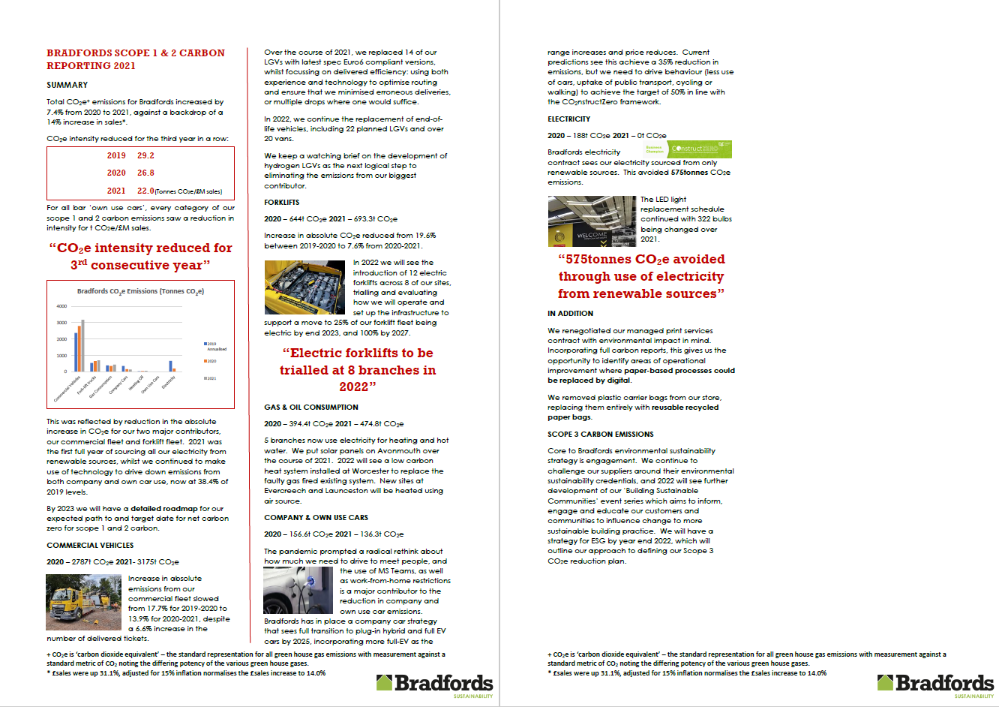 BRADFORDS SCOPE 1 & 2 CARBON
REPORTING 2021
SUMMARY
Total CO₂e⁺ emissions for Bradfords increased by
7.4% from 2020 to 2021, against a backdrop of a
14% increase in sales*.
CO₂e intensity reduced for the third year in a row:
2019 29.2
2020 26.8
2021 22.0 (Tonnes CO₂e/£M sales)
For all bar ‘own use cars’, every category of our
scope 1 and 2 carbon emissions saw a reduction in
intensity for t CO₂e/£M sales.
“CO₂e intensity reduced for
3rd consecutive year”
Bradfords CO₂e Emissions (Tonnes CO₂e)
4000
3000
2000
1000
0
Commercial Vehicles
Fork-lift Trucks
Gas Consumption
Company Cars
Heating Oil
Own Use Cars
Electricity
2019
Annualised
2020
2021
This was reflected by reduction in the absolute
increase in CO₂e for our two major contributors,
our commercial fleet and forklift fleet. 2021 was
the first full year of sourcing all our electricity from
renewable sources, whilst we continued to make
use of technology to drive down emissions from
both company and own car use, now at 38.4% of
2019 levels.
By 2023 we will have a detailed roadmap for our
expected path to and target date for net carbon
zero for scope 1 and 2 carbon.
COMMERCIAL VEHICLES
2020 – 2787t CO₂e 2021- 3175t CO₂e
Increase in absolute
emissions from our
commercial fleet slowed
from 17.7% for 2019-2020 to
13.9% for 2020-2021, despite
a 6.6% increase in the
number of delivered tickets.
Over the course of 2021, we replaced 14 of our
LGVs with latest spec Euro6 compliant versions,
whilst focussing on delivered efficiency: using both
experience and technology to optimise routing
and ensure that we minimised erroneous deliveries,
or multiple drops where one would suffice.
In 2022, we continue the replacement of end-of-
life vehicles, including 22 planned LGVs and over
20 vans.
We keep a watching brief on the development of
hydrogen LGVs as the next logical step to
eliminating the emissions from our biggest
contributor.
FORKLIFTS
2020 – 644t CO₂e 2021 – 693.3t CO₂e
Increase in absolute CO₂e reduced from 19.6%
between 2019-2020 to 7.6% from 2020-2021.
In 2022 we will see the
introduction of 12 electric
forklifts across 8 of our sites,
trialling and evaluating
how we will operate and
set up the infrastructure to
support a move to 25% of our forklift fleet being
electric by end 2023, and 100% by 2027.
“Electric forklifts to be
trialled at 8 branches in
2022”
GAS & OIL CONSUMPTION
2020 – 394.4t CO₂e 2021 – 474.8t CO₂e
5 branches now use electricity for heating and hot
water. We put solar panels on Avonmouth over
the course of 2021. 2022 will see a low carbon
heat system installed at Worcester to replace the
faulty gas fired existing system. New sites at
Evercreech and Launceston will be heated using
air source.
COMPANY & OWN USE CARS
2020 – 156.6t CO₂e 2021 – 136.3t CO₂e
The pandemic prompted a radical rethink about
how much we need to drive to meet people, and
the use of MS Teams, as well
as work-from-home restrictions
is a major contributor to the
reduction in company and
own use car emissions.
Bradfords has in place a company car strategy
that sees full transition to plug-in hybrid and full EV
cars by 2025, incorporating more full-EV as the
+ CO₂e is ‘carbon dioxide equivalent’ – the standard representation for all green house gas emissions with measurement against a
standard metric of CO₂ noting the differing potency of the various green house gases.
* £sales were up 31.1%, adjusted for 15% inflation normalises the £sales increase to 14.0%
Bradfords
SUSTAINABILITY
range increases and price reduces. Current
predictions see this achieve a 35% reduction in
emissions, but we need to drive behaviour (less use
of cars, uptake of public transport, cycling or
walking) to achieve the target of 50% in line with
the CO₂nstructZero framework.
ELECTRICITY
2020 – 188t CO₂e 2021 – 0t CO₂e
Business
Champion
ConstructZERO
Bradfords electricity
contract sees our electricity sourced from only
renewable sources. This avoided 575tonnes CO₂e
emissions.
WELCOME
The LED light
replacement schedule
continued with 322 bulbs
being changed over
2021.
“575tonnes CO₂e avoided
through use of electricity
from renewable sources”
IN ADDITION
We renegotiated our managed print services
contract with environmental impact in mind.
Incorporating full carbon reports, this gives us the
opportunity to identify areas of operational
improvement where paper-based processes could
be replaced by digital.
We removed plastic carrier bags from our store,
replacing them entirely with reusable recycled
paper bags.
SCOPE 3 CARBON EMISSIONS
Core to Bradfords environmental sustainability
strategy is engagement. We continue to
challenge our suppliers around their environmental
sustainability credentials, and 2022 will see further
development of our ‘Building Sustainable
Communities’ event series which aims to inform,
engage and educate our customers and
communities to influence change to more
sustainable building practice. We will have a
strategy for ESG by year end 2022, which will
outline our approach to defining our Scope 3
CO₂e reduction plan.
+ CO₂e is ‘carbon dioxide equivalent’ – the standard representation for all green house gas emissions with measurement against a
standard metric of CO₂ noting the differing potency of the various green house gases.
* £sales were up 31.1%, adjusted for 15% inflation normalises the £sales increase to 14.0%
Bradfords
SUSTAINABILITY